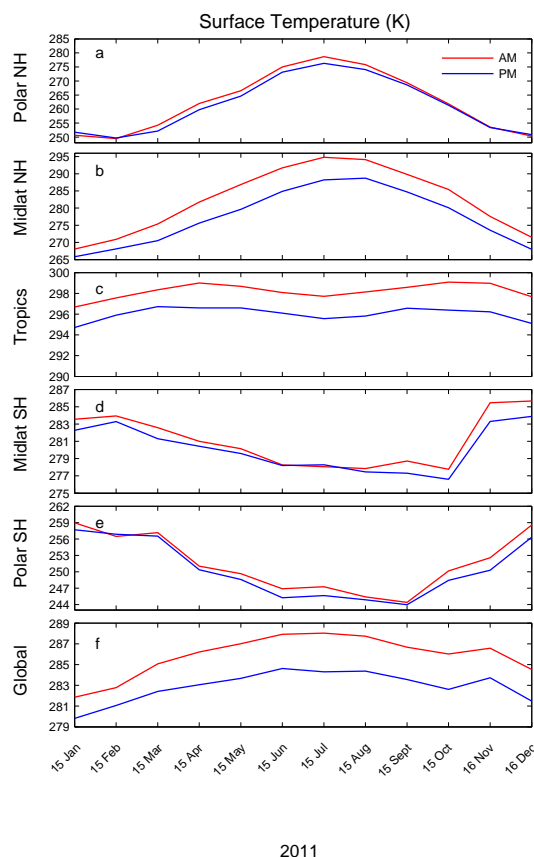 Surface Temperature (K)
Polar NH
285
280
275
270
265
260
255
250
a
AM
PM
Midlat NH
295
290
285
280
275
270
265
b
Tropics
300
298
296
294
292
290
c
Midlat SH
287
285
283
281
279
277
275
d
Polar SH
262
259
256
253
250
247
244
e
Global
289
287
285
283
281
279
f
15 Jan
15 Feb
15 Mar
15 Apr
15 May
15 Jun
15 Jul
15 Aug
15 Sept
15 Oct
16 Nov
16 Dec
2011